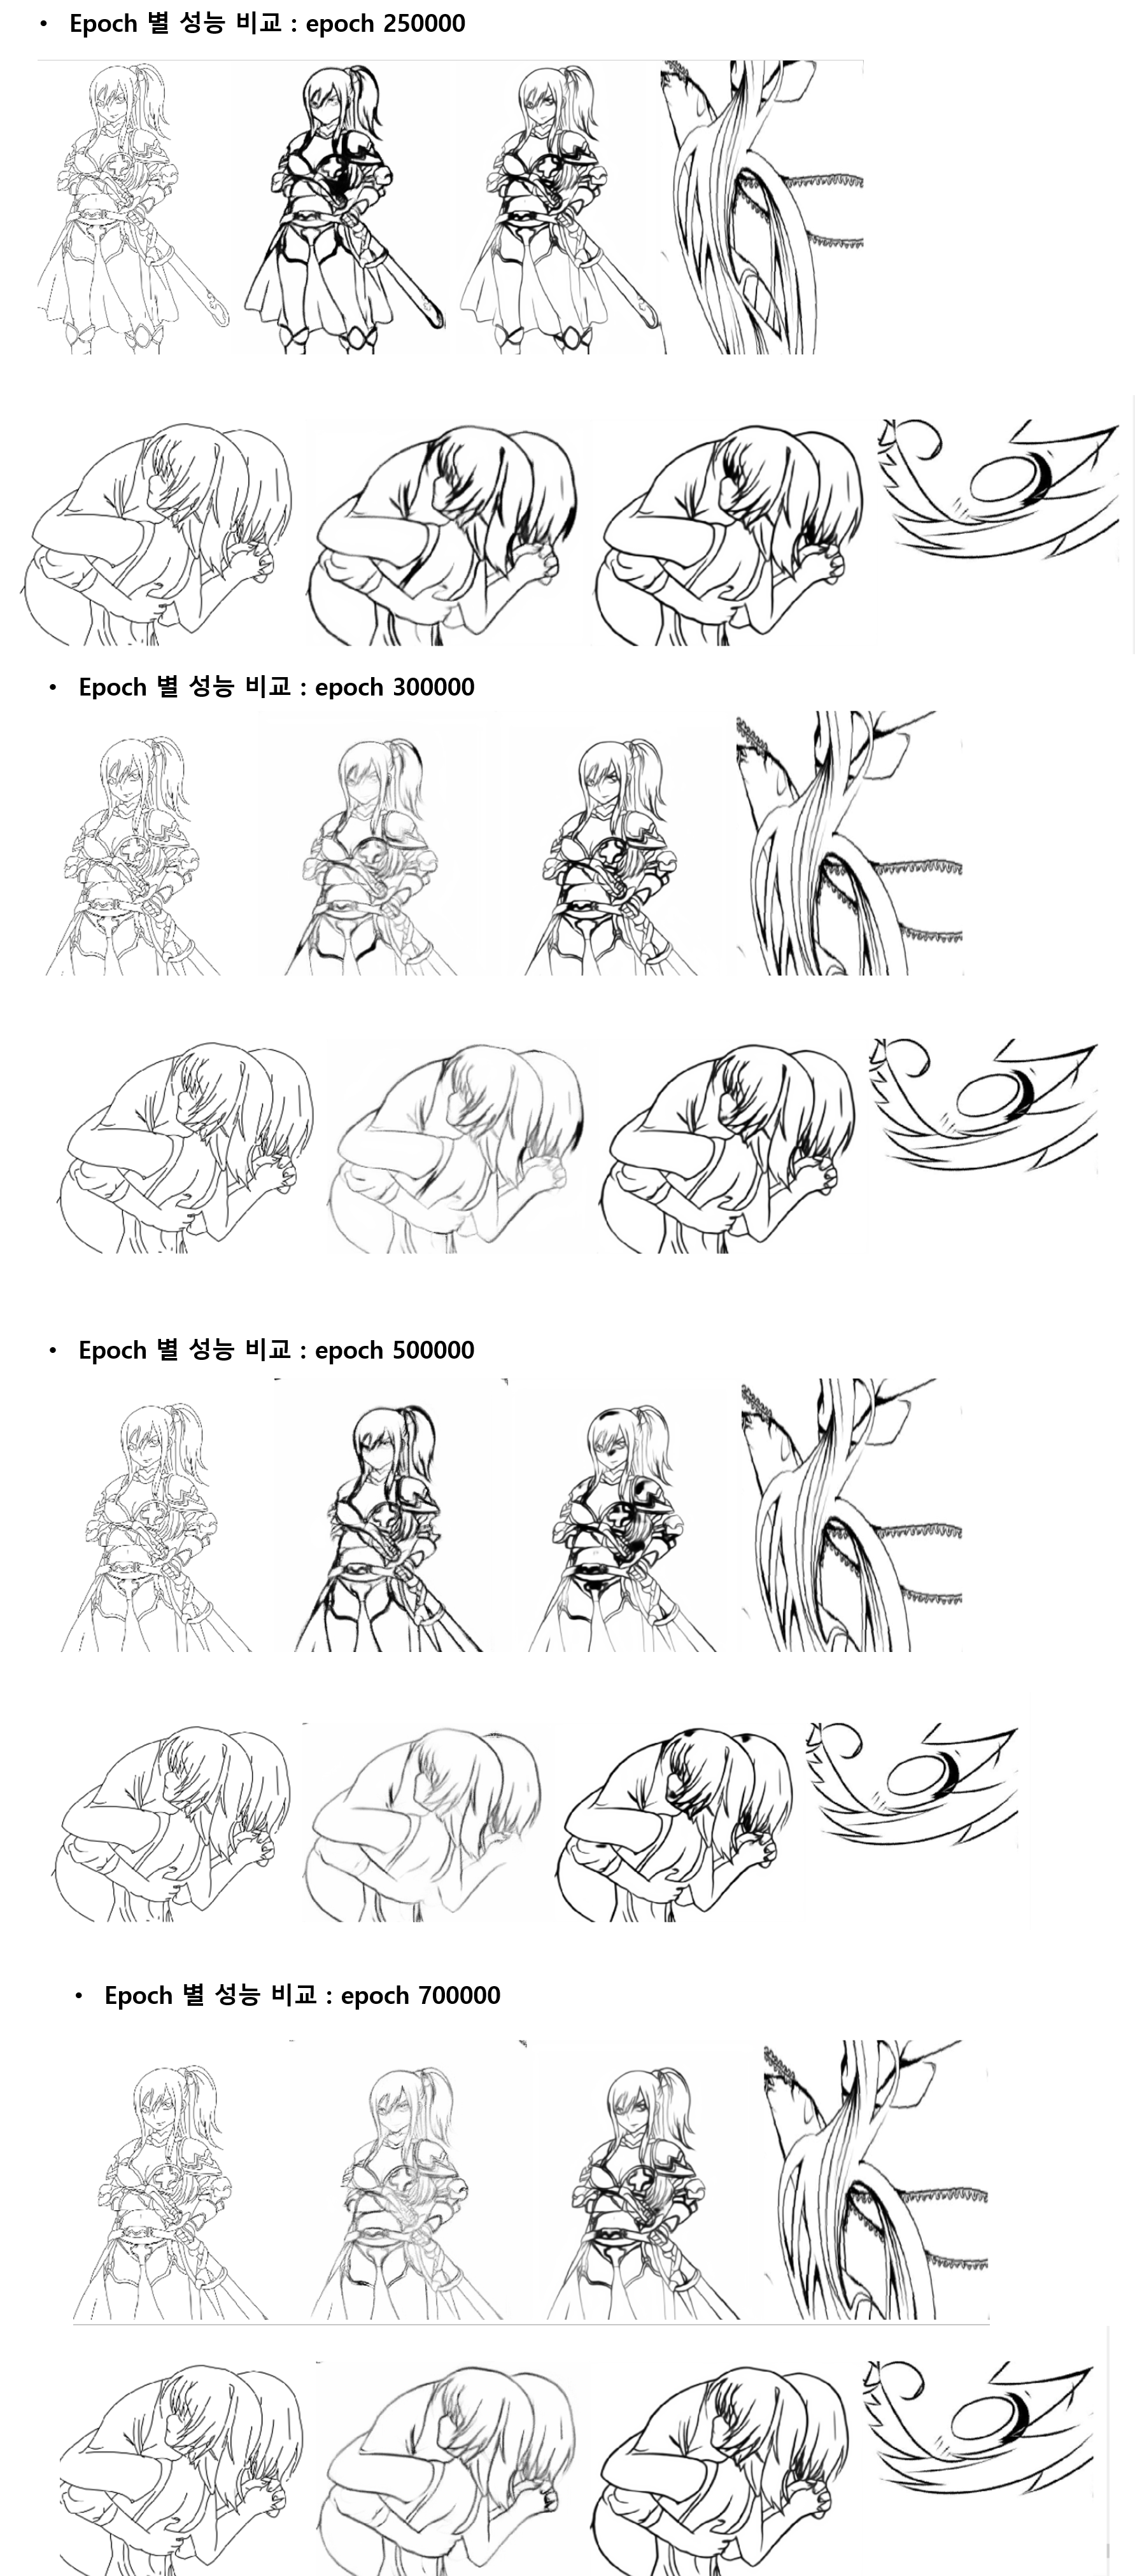 • Epoch 별 성능 비교 : epoch 250000
• Epoch 별 성능 비교 : epoch 300000
• Epoch 별 성능 비교 : epoch 500000
• Epoch 별 성능 비교 : epoch 700000